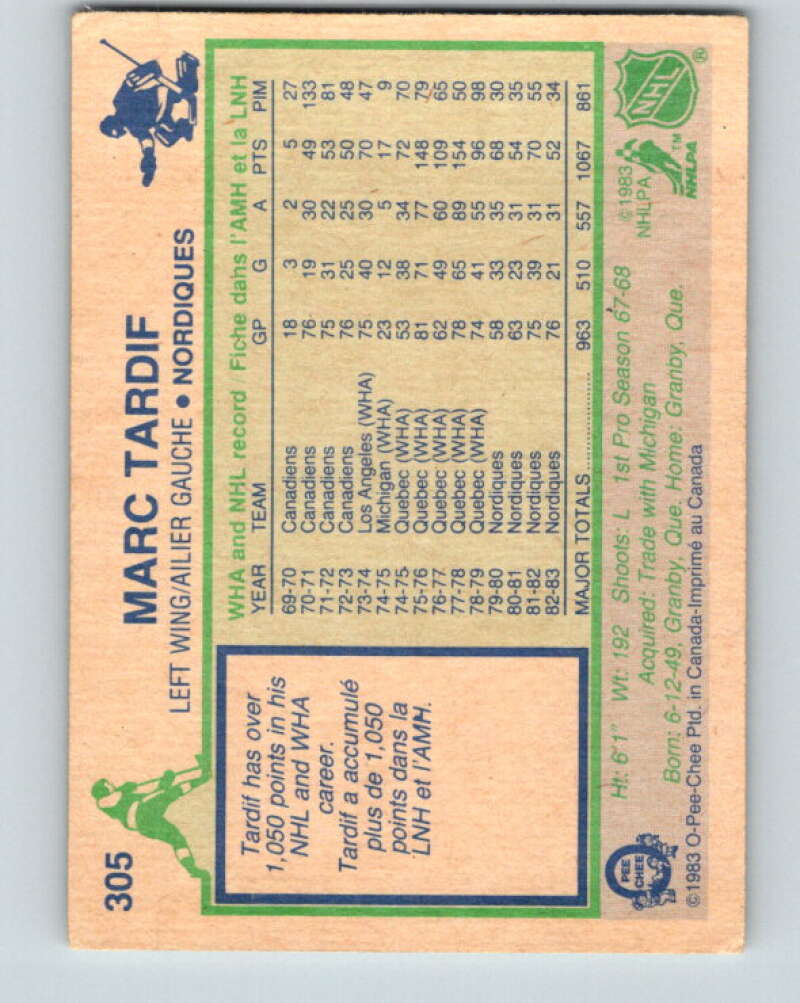 305
MARC TARDIF
LEFT WING/AILIER GAUCHE • NORDIQUES
Tardif has over
1,050 points in his
NHL and WHA
career.
Tardif a accumulé
plus de 1,050
points dans la
LNH et l'AMH.
WHA and NHL record / Fiche dans l'AMH et la LNH
YEAR TEAM GP G A PTS PIM
69-70 Canadiens 18 3 2 5 27
70-71 Canadiens 76 19 30 49 133
71-72 Canadiens 75 31 22 53 81
72-73 Canadiens 76 25 25 50 48
73-74 Los Angeles (WHA) 75 40 30 70 47
74-75 Michigan (WHA) 23 12 5 17 9
74-75 Quebec (WHA) 53 38 34 72 70
75-76 Quebec (WHA) 81 71 77 148 79
76-77 Quebec (WHA) 62 49 60 109 65
77-78 Quebec (WHA) 78 65 89 154 50
78-79 Quebec (WHA) 74 41 55 96 98
79-80 Nordiques 58 33 35 68 30
80-81 Nordiques 63 23 31 54 35
81-82 Nordiques 75 39 31 70 55
82-83 Nordiques 76 21 31 52 34
MAJOR TOTALS 963 510 557 1067 861
Ht: 6'1" Wt: 192 Shoots: L 1st Pro Season 67-68
Acquired: Trade with Michigan
Born: 6-12-49, Granby, Que. Home: Granby, Que.
©1983 O-Pee-Chee Ptd. in Canada-Imprimé au Canada
O
PEE
CHEE
©1983
NHLPA
NHL ®
NHLPA ™